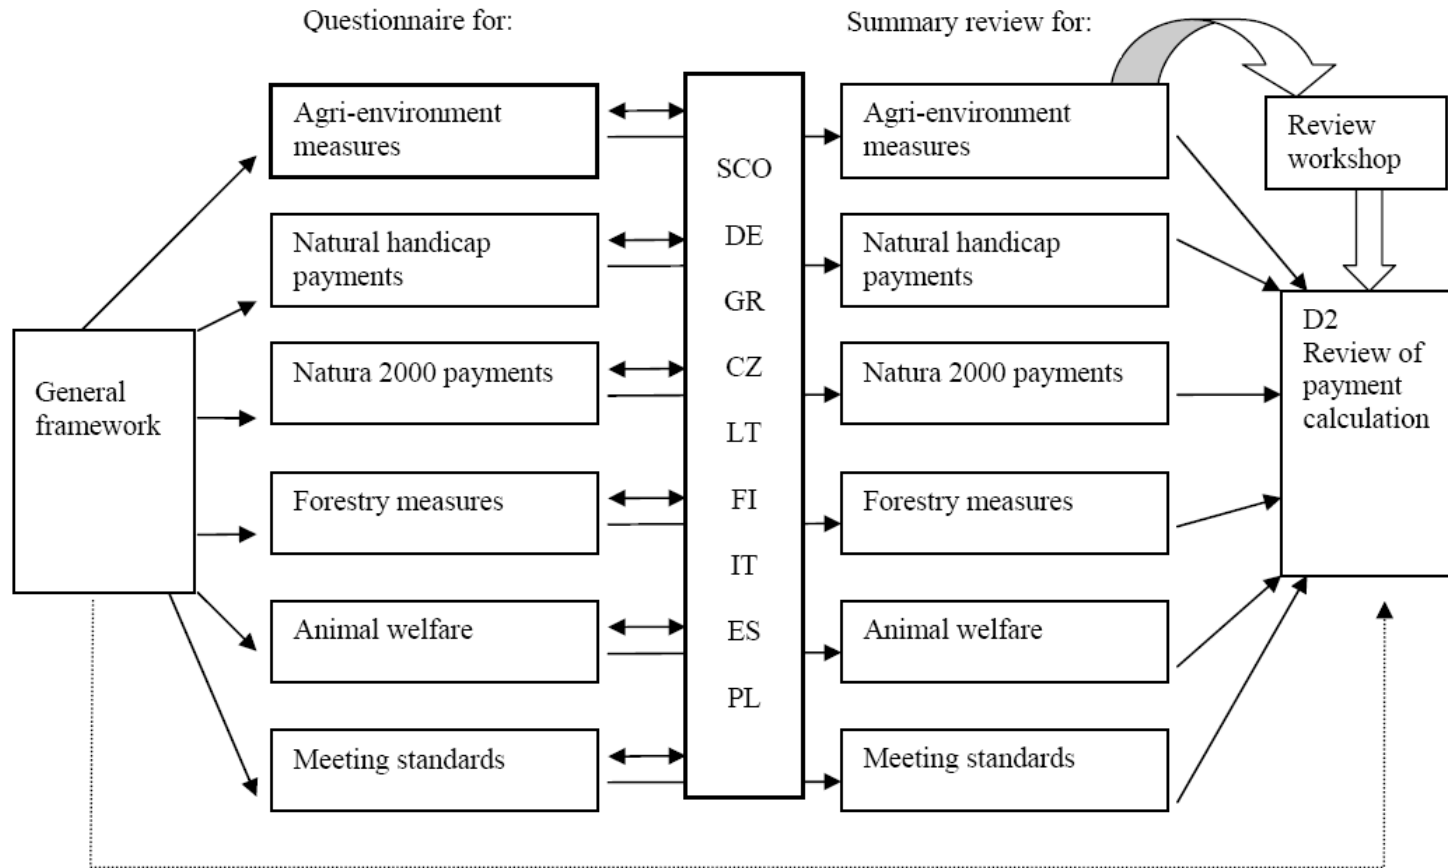 Questionnaire for:
Summary review for:
Agri-environment
measures
Natural handicap
payments
Natura 2000 payments
Forestry measures
Animal welfare
Meeting standards
General
framework
SCO
DE
GR
CZ
LT
FI
IT
ES
PL
Agri-environment
measures
Natural handicap
payments
Natura 2000 payments
Forestry measures
Animal welfare
Meeting standards
Review
workshop
D2
Review of
payment
calculation